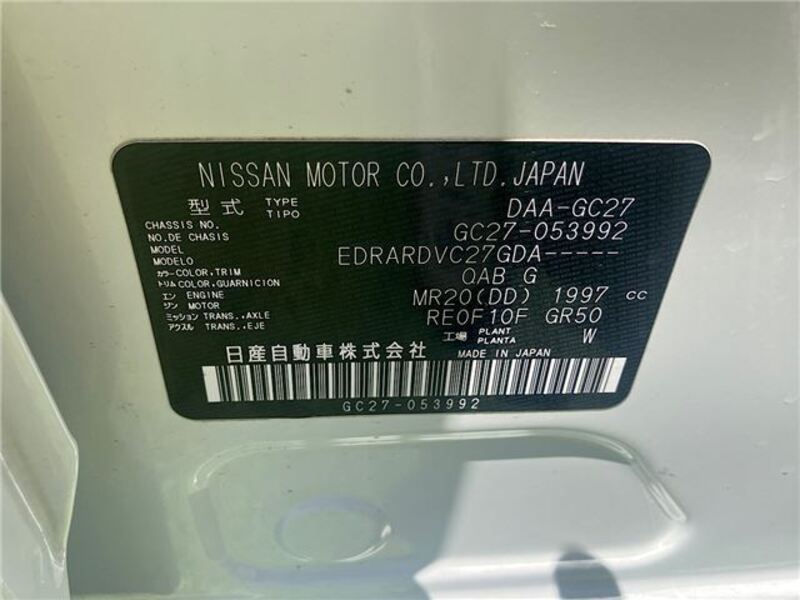 NISSAN MOTOR CO.,LTD.JAPAN
型式 TYPE TIPO DAA-GC27
CHASSIS NO. NO.DE CHASIS GC27-053992
MODEL MODELO EDRARDVC27GDA-----
カラー COLOR,TRIM トリム COLOR,GUARNICION QAB G
エン ENGINE ジン MOTOR MR20(DD) 1997 cc
ミッション TRANS.,AXLE アクスル TRANS.,EJE RE0F10F GR50
工場 PLANT PLANTA W
日産自動車株式会社 MADE IN JAPAN
GC27-053992